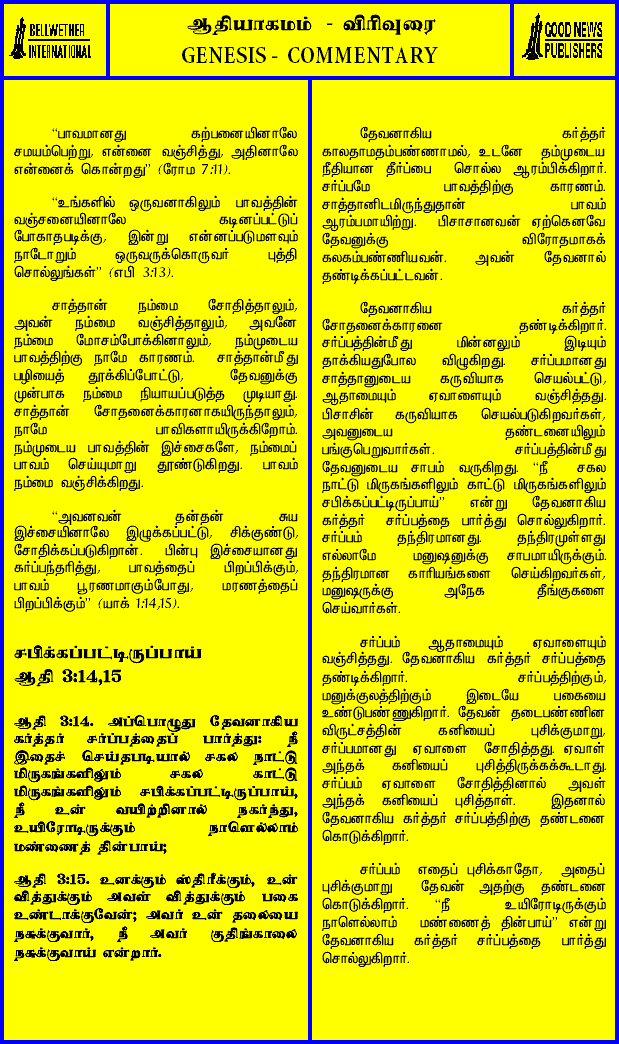 BELLWETHER
INTERNATIONAL
ஆதியாகமம் - விரிவுரை
GENESIS - COMMENTARY
GOOD NEWS
PUBLISHERS
“பாவமானது கற்பனையினாலே
சமயம்பெற்று, என்னை வஞ்சித்து, அதினாலே
என்னைக் கொன்றது” (ரோம 7:11).
“உங்களில் ஒருவனாகிலும் பாவத்தின்
வஞ்சனையினாலே கடினப்பட்டுப்
போகாதபடிக்கு, இன்று என்னப்படுமளவும்
நாடோறும் ஒருவருக்கொருவர் புத்தி
சொல்லுங்கள்” (எபி 3:13).
சாத்தான் நம்மை சோதித்தாலும்,
அவன் நம்மை வஞ்சித்தாலும், அவனே
நம்மை மோசம்போக்கினாலும், நம்முடைய
பாவத்திற்கு நாமே காரணம். சாத்தான்மீது
பழியைத் தூக்கிப்போட்டு, தேவனுக்கு
முன்பாக நம்மை நியாயப்படுத்த முடியாது.
சாத்தான் சோதனைக்காரனாகயிருந்தாலும்,
நாமே பாவிகளாயிருக்கிறோம்.
நம்முடைய பாவத்தின் இச்சைகளே, நம்மைப்
பாவம் செய்யுமாறு தூண்டுகிறது. பாவம்
நம்மை வஞ்சிக்கிறது.
“அவனவன் தன்தன் சுய
இச்சையினாலே இழுக்கப்பட்டு, சிக்குண்டு,
சோதிக்கப்படுகிறான். பின்பு இச்சையானது
கர்ப்பந்தரித்து, பாவத்தைப் பிறப்பிக்கும்,
பாவம் பூரணமாகும்போது, மரணத்தைப்
பிறப்பிக்கும்” (யாக் 1:14,15).
சபிக்கப்பட்டிருப்பாய்
ஆதி 3:14,15
ஆதி 3:14. அப்பொழுது தேவனாகிய
கர்த்தர் சர்ப்பத்தைப் பார்த்து: நீ
இதைச் செய்தபடியால் சகல நாட்டு
மிருகங்களிலும் சகல காட்டு
மிருகங்களிலும் சபிக்கப்பட்டிருப்பாய்,
நீ உன் வயிற்றினால் நகர்ந்து,
உயிரோடிருக்கும் நாளெல்லாம்
மண்ணைத் தின்பாய்;
ஆதி 3:15. உனக்கும் ஸ்திரீக்கும், உன்
வித்துக்கும் அவள் வித்துக்கும் பகை
உண்டாக்குவேன்; அவர் உன் தலையை
நசுக்குவார், நீ அவர் குதிங்காலை
நசுக்குவாய் என்றார்.
தேவனாகிய கர்த்தர்
காலதாமதம்பண்ணாமல், உடனே தம்முடைய
நீதியான தீர்ப்பை சொல்ல ஆரம்பிக்கிறார்.
சர்ப்பமே பாவத்திற்கு காரணம்.
சாத்தானிடமிருந்துதான் பாவம்
ஆரம்பமாயிற்று. பிசாசானவன் ஏற்கெனவே
தேவனுக்கு விரோதமாகக்
கலகம்பண்ணியவன். அவன் தேவனால்
தண்டிக்கப்பட்டவன்.
தேவனாகிய கர்த்தர்
சோதனைக்காரனை தண்டிக்கிறார்.
சர்ப்பத்தின்மீது மின்னலும் இடியும்
தாக்கியதுபோல விழுகிறது. சர்ப்பமானது
சாத்தானுடைய கருவியாக செயல்பட்டு,
ஆதாமையும் ஏவாளையும் வஞ்சித்தது.
பிசாசின் கருவியாக செயல்படுகிறவர்கள்,
அவனுடைய தண்டனையிலும்
பங்குபெறுவார்கள். சர்ப்பத்தின்மீது
தேவனுடைய சாபம் வருகிறது. “நீ சகல
நாட்டு மிருகங்களிலும் காட்டு மிருகங்களிலும்
சபிக்கப்பட்டிருப்பாய்” என்று தேவனாகிய
கர்த்தர் சர்ப்பத்தை பார்த்து சொல்லுகிறார்.
சர்ப்பம் தந்திரமானது. தந்திரமுள்ளது
எல்லாமே மனுஷனுக்கு சாபமாயிருக்கும்.
தந்திரமான காரியங்களை செய்கிறவர்கள்,
மனுஷருக்கு அநேக தீங்குகளை
செய்வார்கள்.
சர்ப்பம் ஆதாமையும் ஏவாளையும்
வஞ்சித்தது. தேவனாகிய கர்த்தர் சர்ப்பத்தை
தண்டிக்கிறார். சர்ப்பத்திற்கும்,
மனுக்குலத்திற்கும் இடையே பகையை
உண்டுபண்ணுகிறார். தேவன் தடைபண்ணின
விருட்சத்தின் கனியைப் புசிக்குமாறு,
சர்ப்பமானது ஏவாளை சோதித்தது. ஏவாள்
அந்தக் கனியைப் புசித்திருக்கக்கூடாது.
சர்ப்பம் ஏவாளை சோதித்தினால் அவள்
அந்தக் கனியைப் புசித்தாள். இதனால்
தேவனாகிய கர்த்தர் சர்ப்பத்திற்கு தண்டனை
கொடுக்கிறார்.
சர்ப்பம் எதைப் புசிக்காதோ, அதைப்
புசிக்குமாறு தேவன் அதற்கு தண்டனை
கொடுக்கிறார். “நீ உயிரோடிருக்கும்
நாளெல்லாம் மண்ணைத் தின்பாய்” என்று
தேவனாகிய கர்த்தர் சர்ப்பத்தை பார்த்து
சொல்லுகிறார்.